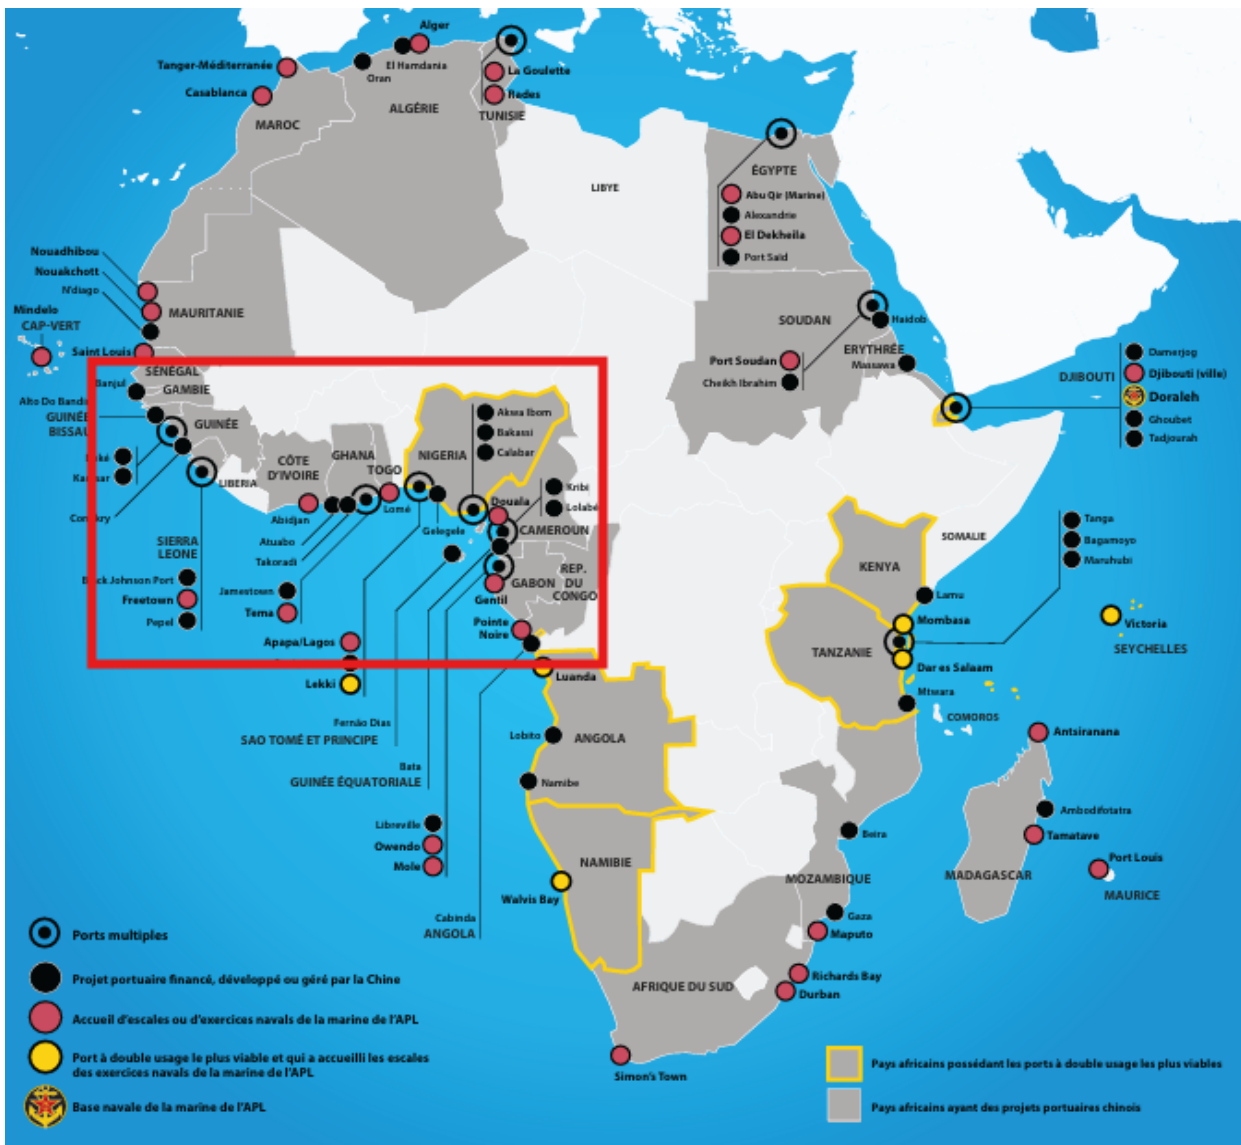 Alger
El Hamdania
Oran
Tanger-Méditerranée
Casablanca
MAROC
ALGÉRIE
La Goulette
Rades
TUNISIE
LIBYE
ÉGYPTE
Abu Qir (Marine)
Alexandrie
El Dekheila
Port Saïd
Nouadhibou
Nouakchott
N'diago
MAURITANIE
Mindelo
CAP-VERT
Saint Louis
SÉNÉGAL
Banjul
GAMBIE
GUINÉE
BISSAU
GUINÉE
LIBERIA
SIERRA
LEONE
Freetown
Pepel
CÔTE
D'IVOIRE
GHANA
TOGO
NIGERIA
Abidjan
Atuabo
Takoradi
Jamestown
Tema
Lomé
Gelegele
Akwa Ibom
Bakassi
Calabar
Douala
Kribi
Lolabé
CAMEROUN
GABON
REP.
DU
CONGO
Gentil
Pointe
Noire
Apapa/Lagos
Lekki
Fernão Dias
SAO TOMÉ ET PRINCIPE
Bata
GUINÉE ÉQUATORIALE
Libreville
Owendo
Mole
Cabinda
ANGOLA
SOUDAN
Haidob
Port Soudan
Cheikh Ibrahim
ERYTHRÉE
Massawa
DJIBOUTI
Damerjog
Djibouti (ville)
Doraleh
Ghoubet
Tadjourah
SOMALIE
Tanga
Bagamoyo
Maruhubi
KENYA
Lamu
Mombasa
TANZANIE
Dar es Salaam
Mtwara
COMOROS
Victoria
SEYCHELLES
Luanda
Lobito
ANGOLA
Namibe
NAMIBIE
Walvis Bay
Antsiranana
Ambodifotatra
Tamatave
MADAGASCAR
Port Louis
MAURICE
Beira
MOZAMBIQUE
Gaza
Maputo
Richards Bay
Durban
AFRIQUE DU SUD
Simon's Town
Ports multiples
Projet portuaire financé, développé ou géré par la Chine
Accueil d'escales ou d'exercices navals de la marine de l'APL
Port à double usage le plus viable et qui a accueilli les escales
des exercices navals de la marine de l'APL
Base navale de la marine de l'APL
Pays africains possédant les ports à double usage les plus viables
Pays africains ayant des projets portuaires chinois